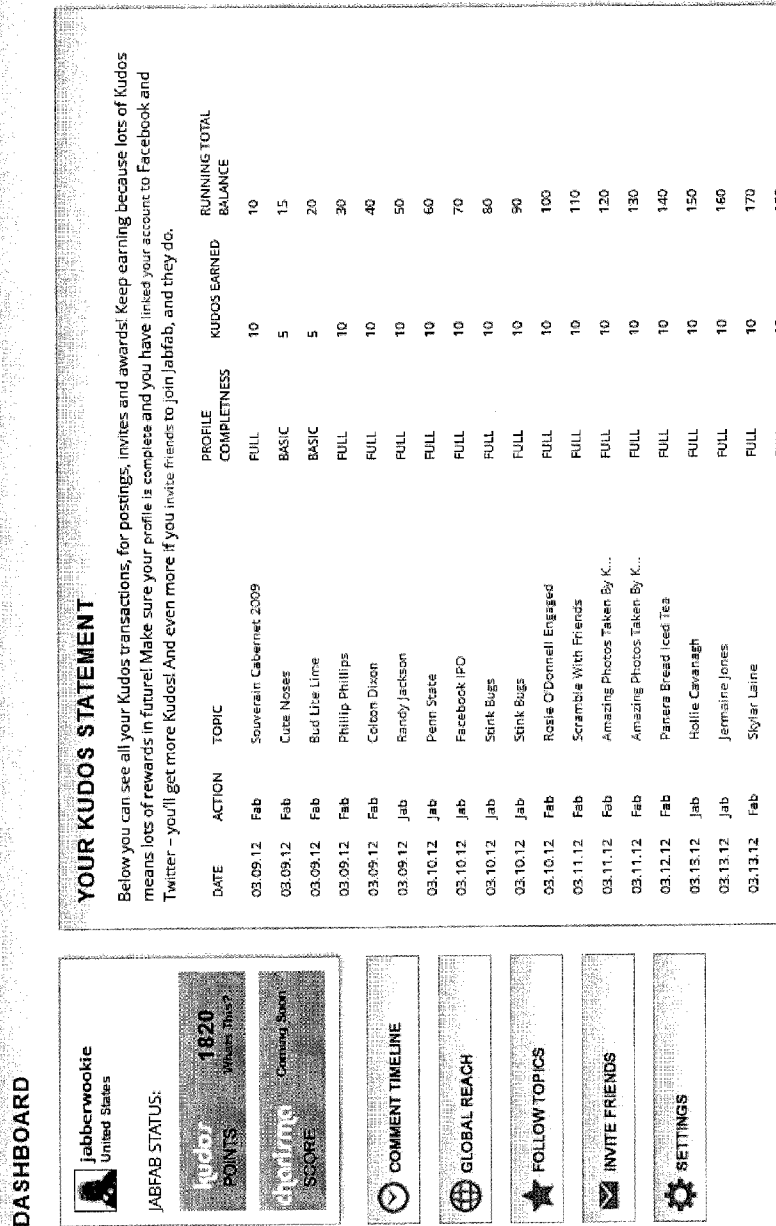 DASHBOARD
jabberwookie
United States
JABFAB STATUS:
kudos
POINTS
1820
Whats This?
charisma
SCORE
Coming Soon
COMMENT TIMELINE
GLOBAL REACH
FOLLOW TOPICS
INVITE FRIENDS
SETTINGS
YOUR KUDOS STATEMENT
Below you can see all your Kudos transactions, for postings, invites and awards! Keep earning because lots of Kudos
means lots of rewards in future! Make sure your profile is complete and you have linked your account to Facebook and
Twitter – you'll get more Kudos! And even more if you invite friends to join Jabfab, and they do.
DATE ACTION TOPIC PROFILE COMPLETNESS KUDOS EARNED RUNNING TOTAL BALANCE
03.09.12 Fab Souverain Cabernet 2009 FULL 10 10
03.09.12 Fab Cute Noses BASIC 5 15
03.09.12 Fab Bud Lite Lime BASIC 5 20
03.09.12 Fab Phillip Phillips FULL 10 30
03.09.12 Fab Colton Dixon FULL 10 40
03.09.12 Jab Randy Jackson FULL 10 50
03.10.12 Jab Penn State FULL 10 60
03.10.12 Jab Facebook IPO FULL 10 70
03.10.12 Jab Stink Bugs FULL 10 80
03.10.12 Jab Stink Bugs FULL 10 90
03.10.12 Fab Rosie O'Donnell Engaged FULL 10 100
03.11.12 Fab Scramble With Friends FULL 10 110
03.11.12 Fab Amazing Photos Taken By K... FULL 10 120
03.11.12 Fab Amazing Photos Taken By K... FULL 10 130
03.12.12 Fab Panera Bread Iced Tea FULL 10 140
03.13.12 Jab Hollie Cavanagh FULL 10 150
03.13.12 Jab Jermaine Jones FULL 10 160
03.13.12 Fab Skylar Laine FULL 10 170